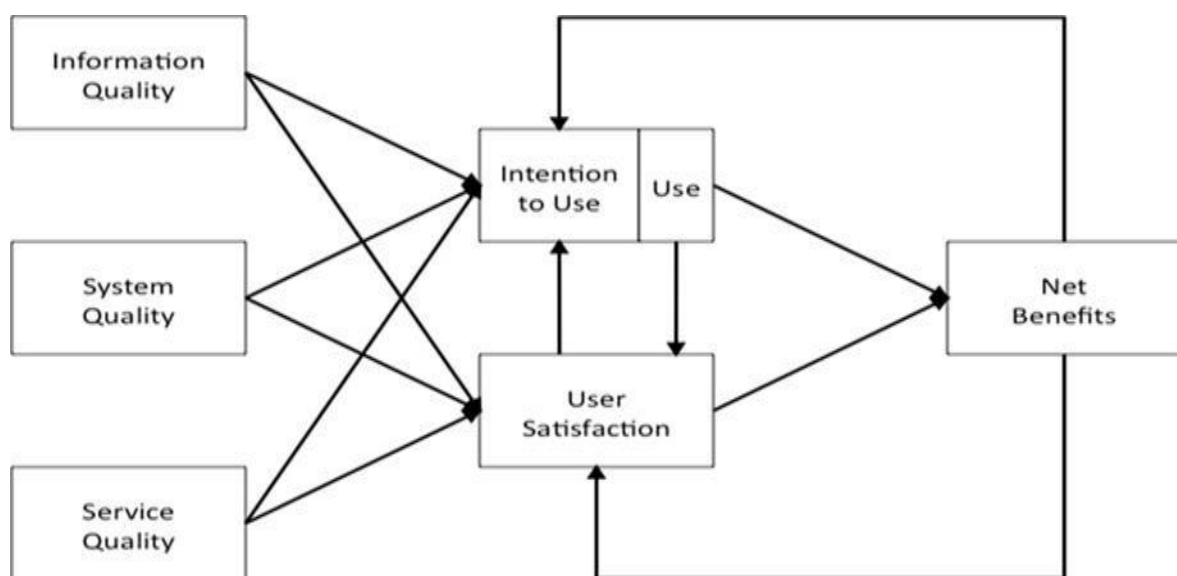 Information
Quality
System
Quality
Service
Quality
Intention
to Use
Use
User
Satisfaction
Net
Benefits